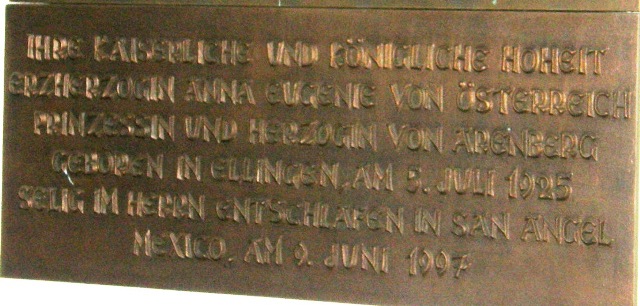 IHRE KAISERLICHE UND KÖNIGLICHE HOHEIT
ERZHERZOGIN ANNA EUGENIE VON ÖSTERREICH
PRINZESSIN UND HERZOGIN VON ARENBERG
GEBOREN IN ELLINGEN, AM 5. JULI 1925
SELIG IM HERRN ENTSCHLAFEN IN SAN ANGEL
MEXICO, AM 9. JUNI 1997